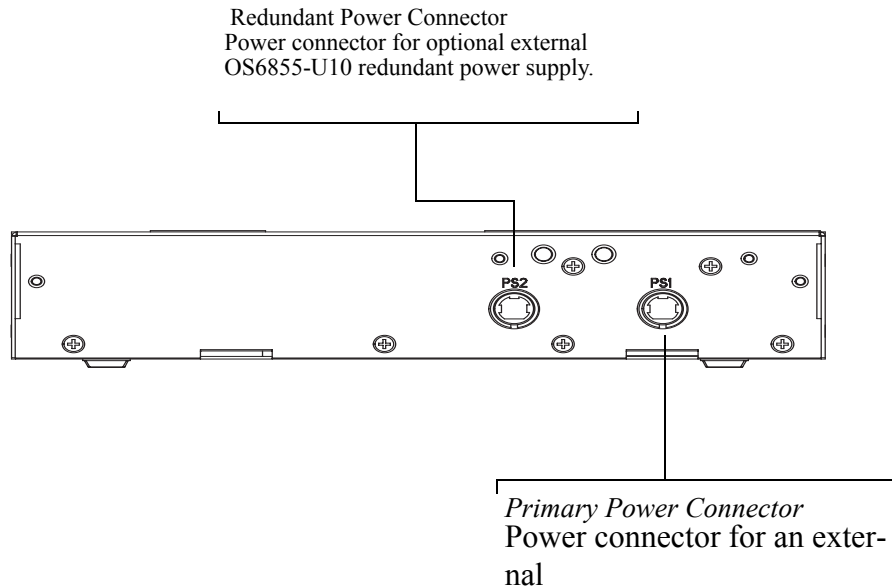 Redundant Power Connector
Power connector for optional external
OS6855-U10 redundant power supply.
PS2
PS1
Primary Power Connector
Power connector for an exter-
nal